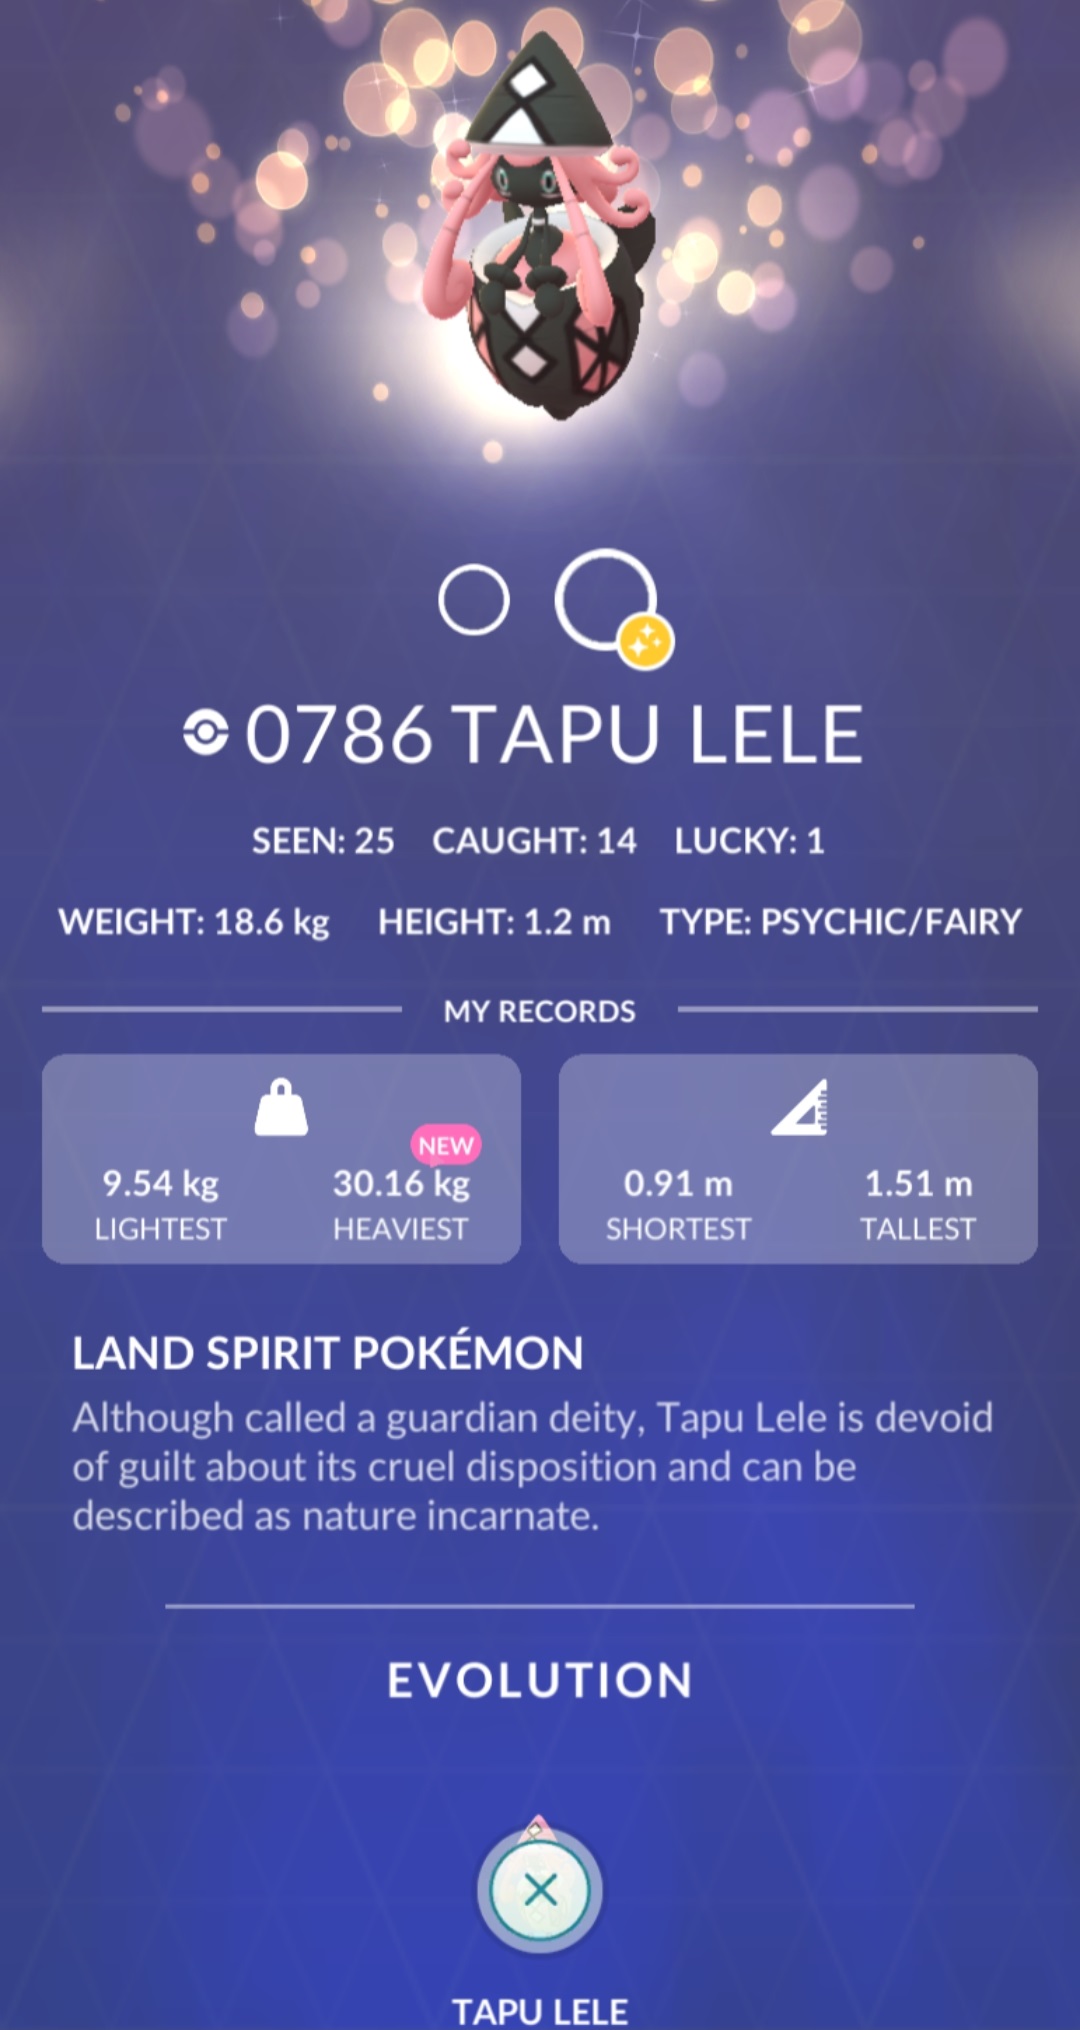 0786 TAPU LELE
SEEN: 25 CAUGHT: 14 LUCKY: 1
WEIGHT: 18.6 kg HEIGHT: 1.2 m TYPE: PSYCHIC/FAIRY
MY RECORDS
NEW
9.54 kg 30.16 kg 0.91 m 1.51 m
LIGHTEST HEAVIEST SHORTEST TALLEST
LAND SPIRIT POKÉMON
Although called a guardian deity, Tapu Lele is devoid
of guilt about its cruel disposition and can be
described as nature incarnate.
EVOLUTION
TAPU LELE